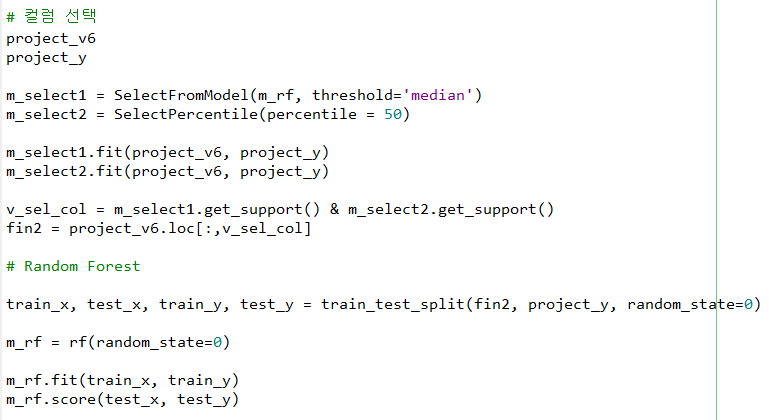 # 컬럼 선택
project_v6
project_y
m_select1 = SelectFromModel(m_rf, threshold='median')
m_select2 = SelectPercentile(percentile = 50)
m_select1.fit(project_v6, project_y)
m_select2.fit(project_v6, project_y)
v_sel_col = m_select1.get_support() & m_select2.get_support()
fin2 = project_v6.loc[:,v_sel_col]
# Random Forest
train_x, test_x, train_y, test_y = train_test_split(fin2, project_y, random_state=0)
m_rf = rf(random_state=0)
m_rf.fit(train_x, train_y)
m_rf.score(test_x, test_y)